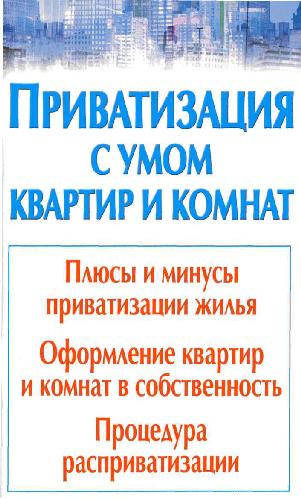 Приватизация
с умом
квартир и комнат
Плюсы и минусы
приватизации жилья
Оформление квартир
и комнат в собственность
Процедура
расприватизации